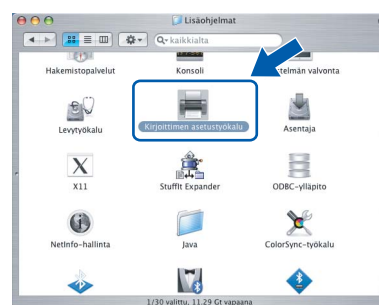 Lisäohjelmat
kaikkialta
Hakemistopalvelut
Konsoli
telmän valvonta
Levytyökalu
Kirjoittimen asetustyökalu
Asentaja
X11
StuffIt Expander
ODBC-ylläpito
NetInfo-hallinta
Java
ColorSync-työkalu
1/30 valittu, 11.29 Gt vapaana